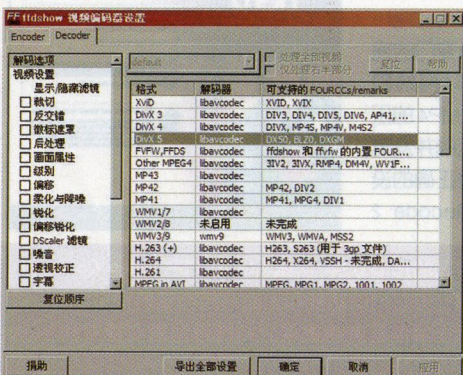 ffdshow 视频编码器设置
Encoder Decoder
解码选项
default
处理全部视频
仅处理右半部分
复位
帮助
视频设置
显示/隐藏滤镜
裁切
反交错
徽标遮罩
后处理
画面属性
级别
偏移
柔化与降噪
锐化
偏移锐化
DScaler 滤镜
噪音
透视校正
字幕
复位顺序
格式 解码器 可支持的 FOURCCs/remarks
XviD libavcodec XVID, XVIX
DivX 3 libavcodec DIV3, DIV4, DIV5, DIV6, AP41, ...
DivX 4 libavcodec DIVX, MP4S, MP4V, M4S2
DivX 5 libavcodec DX50, BLZ0, DXGM
FVFW,FFDS libavcodec ffdshow 和 ffvfw 的内置 FOUR...
Other MPEG4 libavcodec 3IV2, 3IVX, RMP4, DM4V, WV1F...
MP43 libavcodec
MP42 libavcodec MP42, DIV2
MP41 libavcodec MP41, MPG4, DIV1
WMV1/7 libavcodec
WMV2/8 未启用 未完成
WMV3/9 wmv9 WMV3, WMVA, MSS2
H.263 (+) libavcodec H263, S263 (用于 3gp 文件)
H.264 libavcodec H264, X264, VSSH - 未完成, DA...
H.261 libavcodec
MPEG in AVI libavcodec MPEG, MPG1, MPG2, 1001, 1002
捐助 导出全部设置 确定 取消 应用